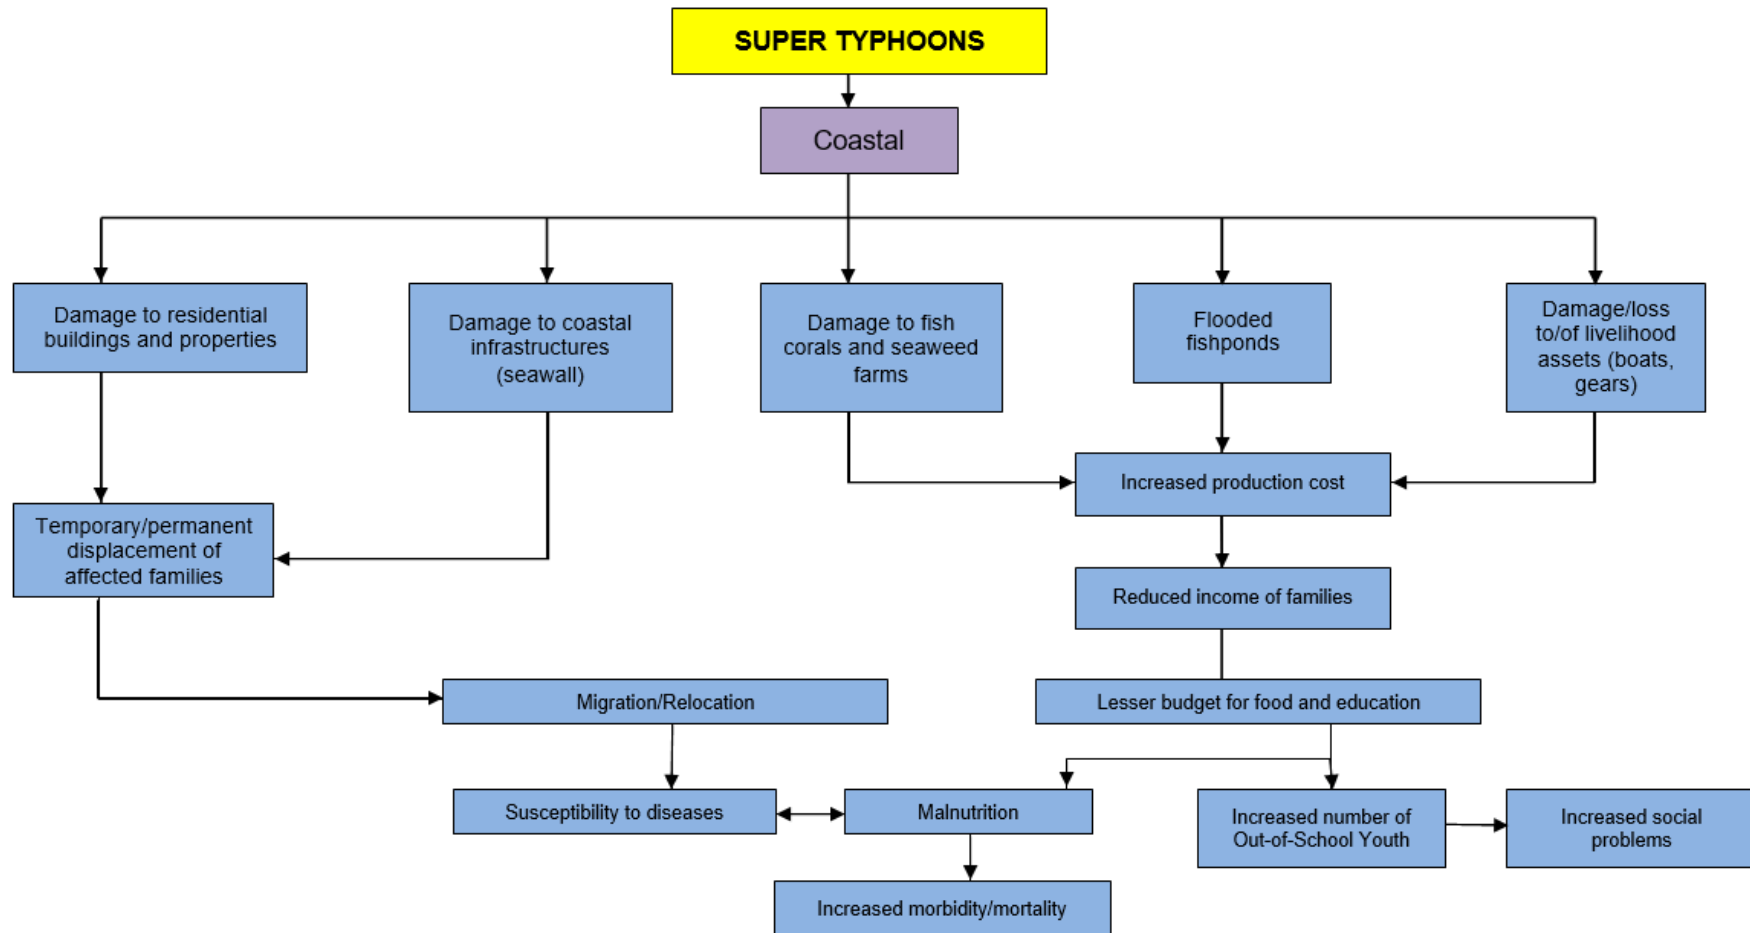 SUPER TYPHOONS
Coastal
Damage to residential
buildings and properties
Damage to coastal
infrastructures
(seawall)
Damage to fish
corals and seaweed
farms
Flooded
fishponds
Damage/loss
to/of livelihood
assets (boats,
gears)
Increased production cost
Temporary/permanent
displacement of
affected families
Reduced income of families
Migration/Relocation
Lesser budget for food and education
Susceptibility to diseases
Malnutrition
Increased number of
Out-of-School Youth
Increased social
problems
Increased morbidity/mortality